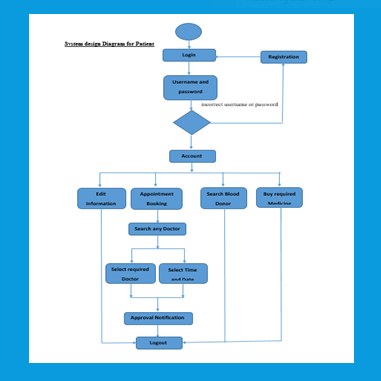 System design Diagram for Patient
Login
Registration
Username and
password
incorrect username or password
Account
Edit
Information
Appointment
Booking
Search Blood
Donor
Buy required
Medicine
Search any Doctor
Select required
Doctor
Select Time
and Date
Approval Notification
Logout